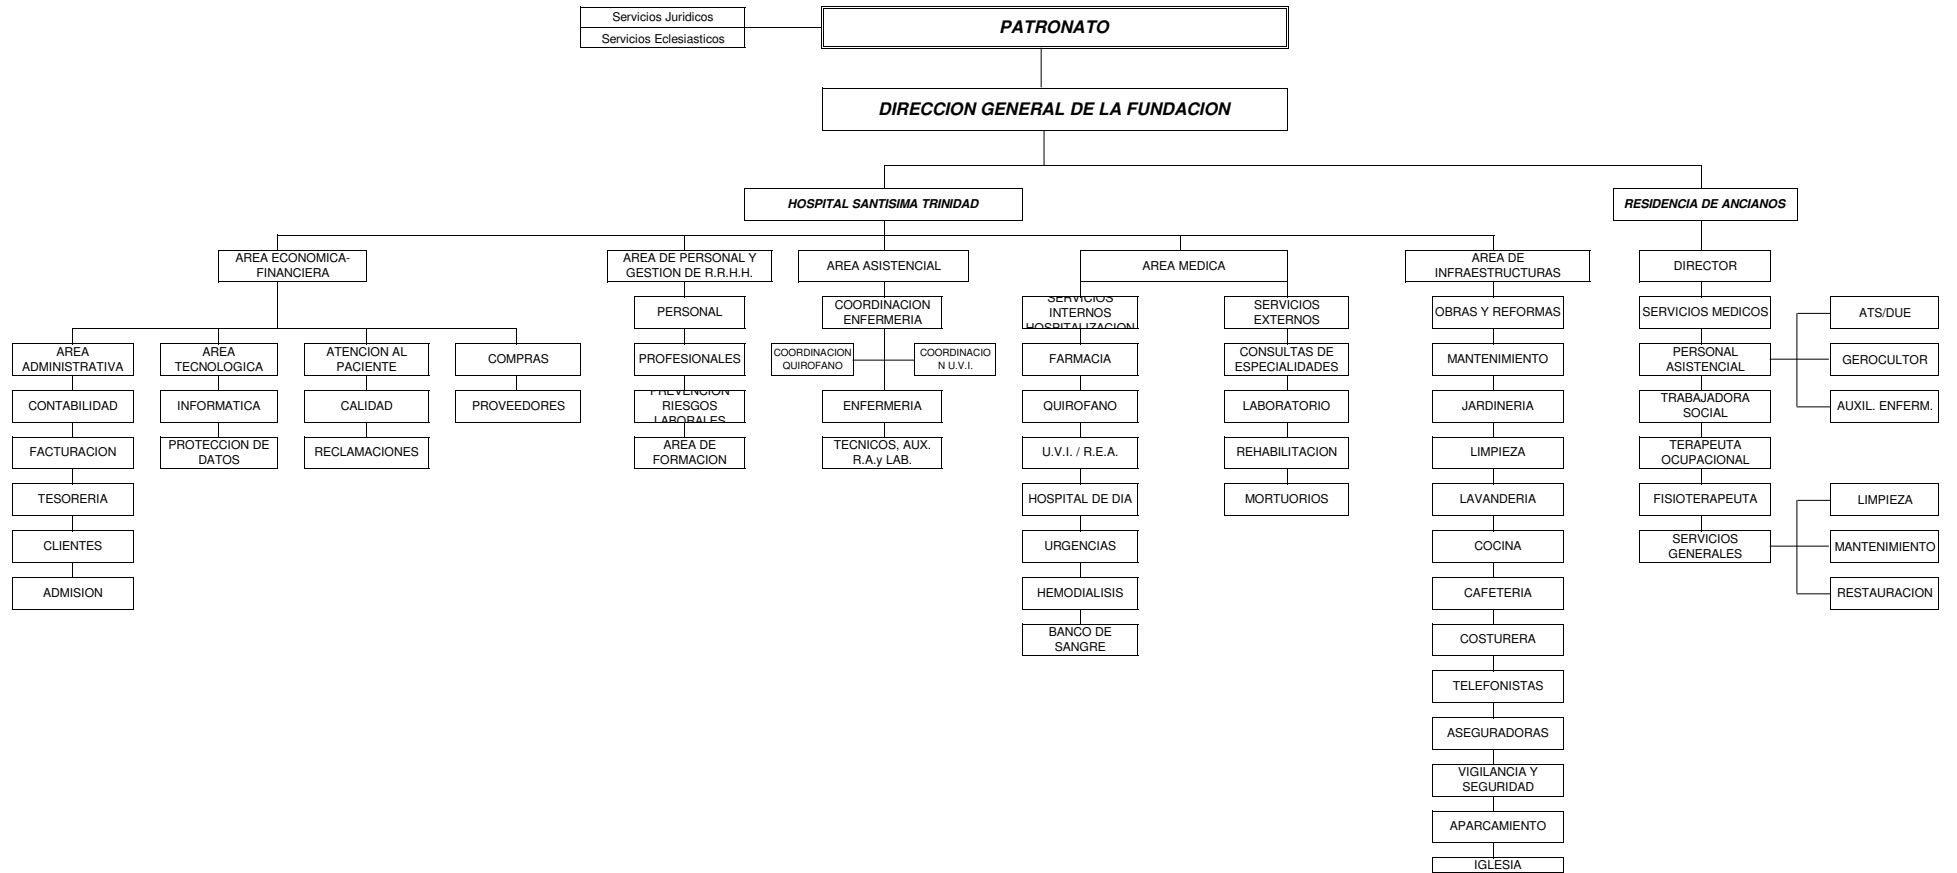 Servicios Juridicos
Servicios Eclesiasticos
PATRONATO
DIRECCION GENERAL DE LA FUNDACION
HOSPITAL SANTISIMA TRINIDAD
RESIDENCIA DE ANCIANOS
AREA ECONOMICA-
FINANCIERA
AREA DE PERSONAL Y
GESTION DE R.R.H.H.
AREA ASISTENCIAL
AREA MEDICA
AREA DE
INFRAESTRUCTURAS
DIRECTOR
AREA
ADMINISTRATIVA
CONTABILIDAD
FACTURACION
TESORERIA
CLIENTES
ADMISION
AREA
TECNOLOGICA
INFORMATICA
PROTECCION DE
DATOS
ATENCION AL
PACIENTE
CALIDAD
RECLAMACIONES
COMPRAS
PROVEEDORES
PERSONAL
PROFESIONALES
PREVENCION
RIESGOS
LABORALES
AREA DE
FORMACION
COORDINACION
ENFERMERIA
COORDINACION
QUIROFANO
COORDINACIO
N U.V.I.
ENFERMERIA
TECNICOS, AUX.
R.A.y LAB.
SERVICIOS
INTERNOS
HOSPITALIZACION
FARMACIA
QUIROFANO
U.V.I. / R.E.A.
HOSPITAL DE DIA
URGENCIAS
HEMODIALISIS
BANCO DE
SANGRE
SERVICIOS
EXTERNOS
CONSULTAS DE
ESPECIALIDADES
LABORATORIO
REHABILITACION
MORTUORIOS
OBRAS Y REFORMAS
MANTENIMIENTO
JARDINERIA
LIMPIEZA
LAVANDERIA
COCINA
CAFETERIA
COSTURERA
TELEFONISTAS
ASEGURADORAS
VIGILANCIA Y
SEGURIDAD
APARCAMIENTO
IGLESIA
SERVICIOS MEDICOS
PERSONAL
ASISTENCIAL
TRABAJADORA
SOCIAL
TERAPEUTA
OCUPACIONAL
FISIOTERAPEUTA
SERVICIOS
GENERALES
ATS/DUE
GEROCULTOR
AUXIL. ENFERM.
LIMPIEZA
MANTENIMIENTO
RESTAURACION